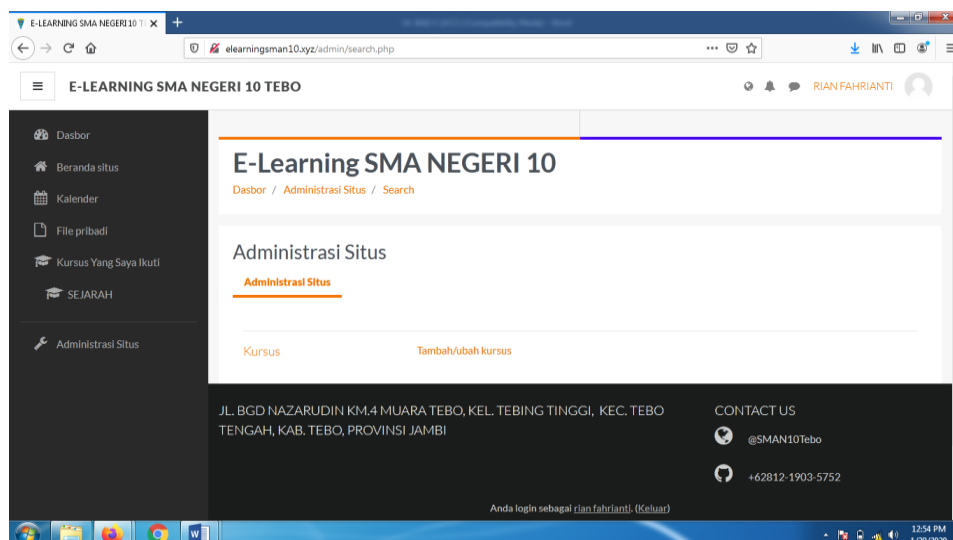 E-LEARNING SMA NEGERI 10 T
elearningsman10.xyz/admin/search.php
E-LEARNING SMA NEGERI 10 TEBO
RIAN FAHRIANTI
Dasbor
Beranda situs
Kalender
File pribadi
Kursus Yang Saya Ikuti
SEJARAH
Administrasi Situs
E-Learning SMA NEGERI 10
Dasbor / Administrasi Situs / Search
Administrasi Situs
Administrasi Situs
Kursus Tambah/ubah kursus
JL. BGD NAZARUDIN KM.4 MUARA TEBO, KEL. TEBING TINGGI, KEC. TEBO
TENGAH, KAB. TEBO, PROVINSI JAMBI
CONTACT US
@SMAN10Tebo
+62812-1903-5752
Anda login sebagai rian fahrianti. (Keluar)
12:54 PM